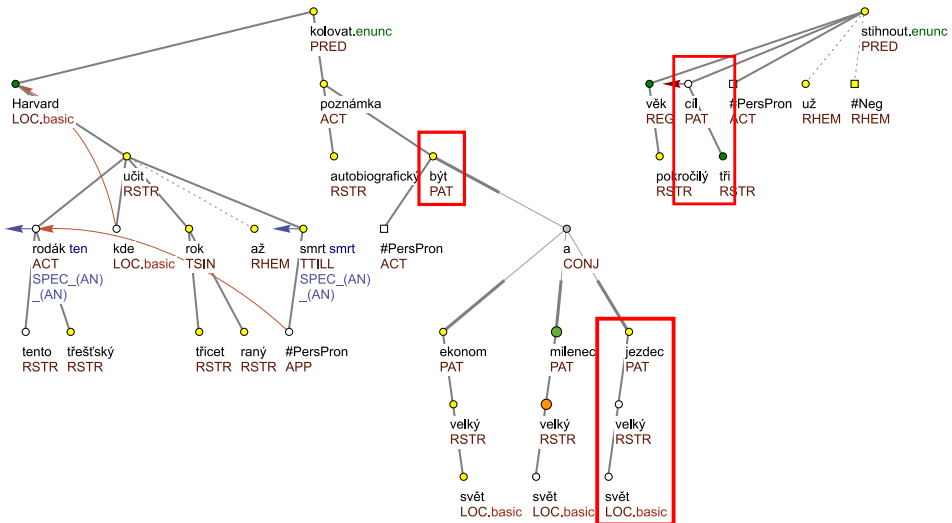 kolovat.enunc
PRED
stihnout.enunc
PRED
Harvard
LOC.basic
poznámka
ACT
věk
REG
cíl
PAT
#PersPron
ACT
už
RHEM
#Neg
RHEM
učit
RSTR
autobiografický
RSTR
být
PAT
pokročilý
RSTR
tři
RSTR
rodák ten
ACT
SPEC_(AN)
_(AN)
kde
LOC.basic
rok
TSIN
až
RHEM
smrt smrt
TTILL
SPEC_(AN)
_(AN)
#PersPron
ACT
a
CONJ
tento
RSTR
třešťský
RSTR
třicet
RSTR
raný
RSTR
#PersPron
APP
ekonom
PAT
milenec
PAT
jezdec
PAT
velký
RSTR
velký
RSTR
velký
RSTR
svět
LOC.basic
svět
LOC.basic
svět
LOC.basic